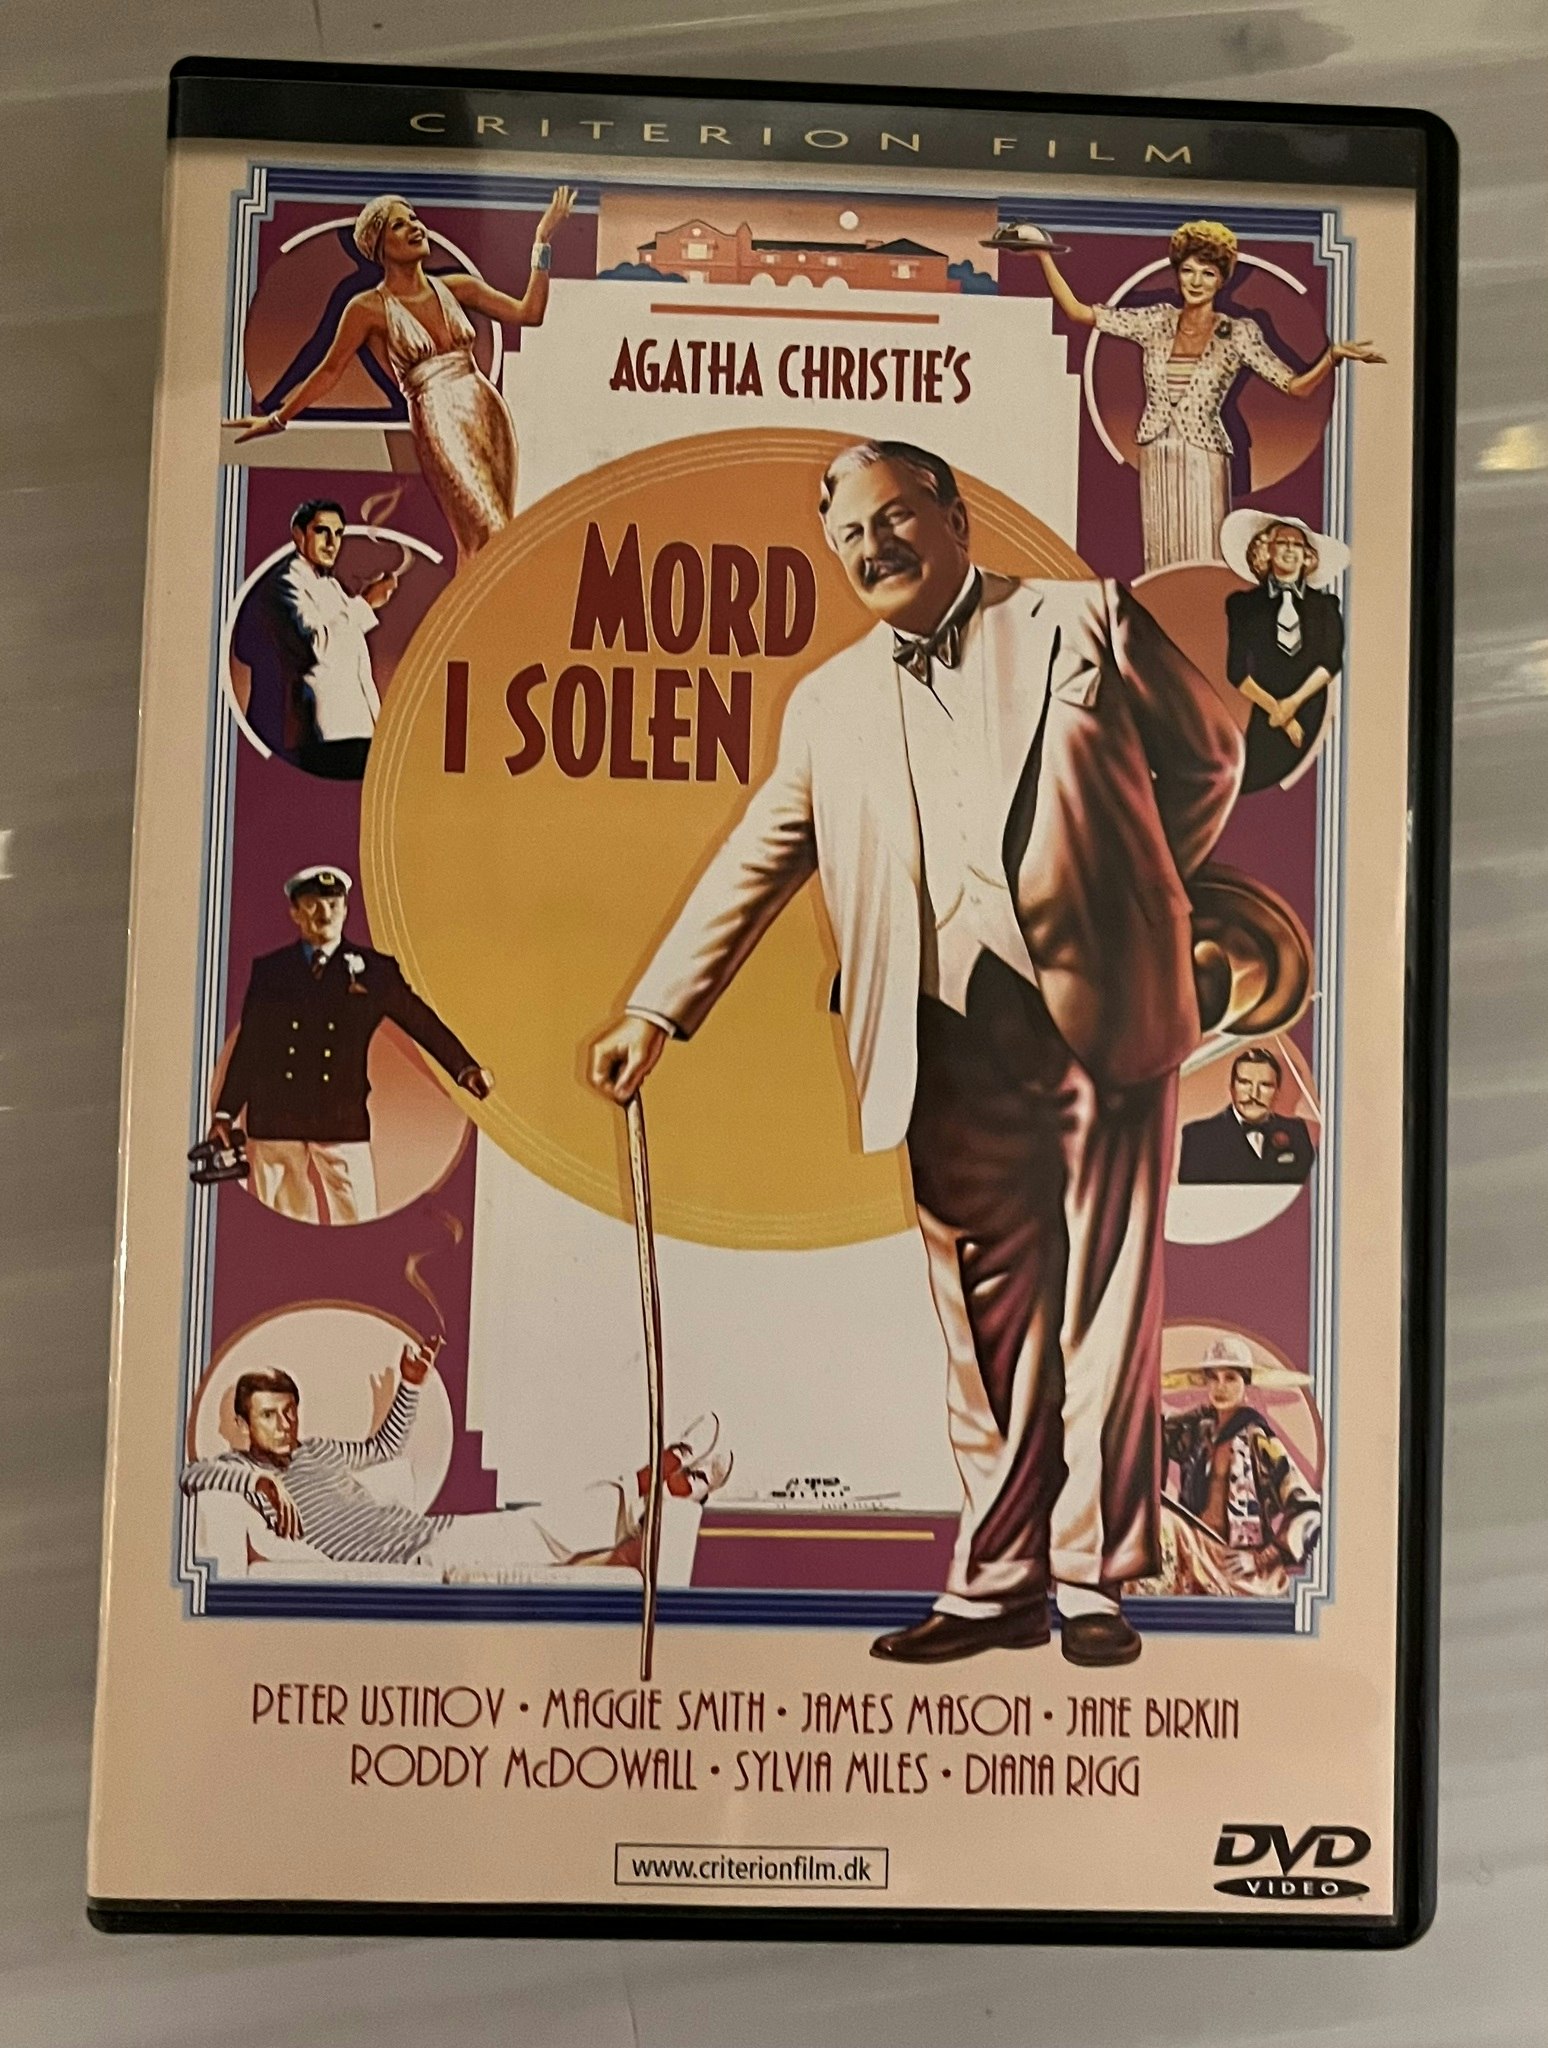 CRITERION FILM
AGATHA CHRISTIE'S
MORD
I SOLEN
PETER USTINOV • MAGGIE SMITH • JAMES MASON • JANE BIRKIN
RODDY McDOWALL • SYLVIA MILES • DIANA RIGG
www.criterionfilm.dk
DVD
VIDEO